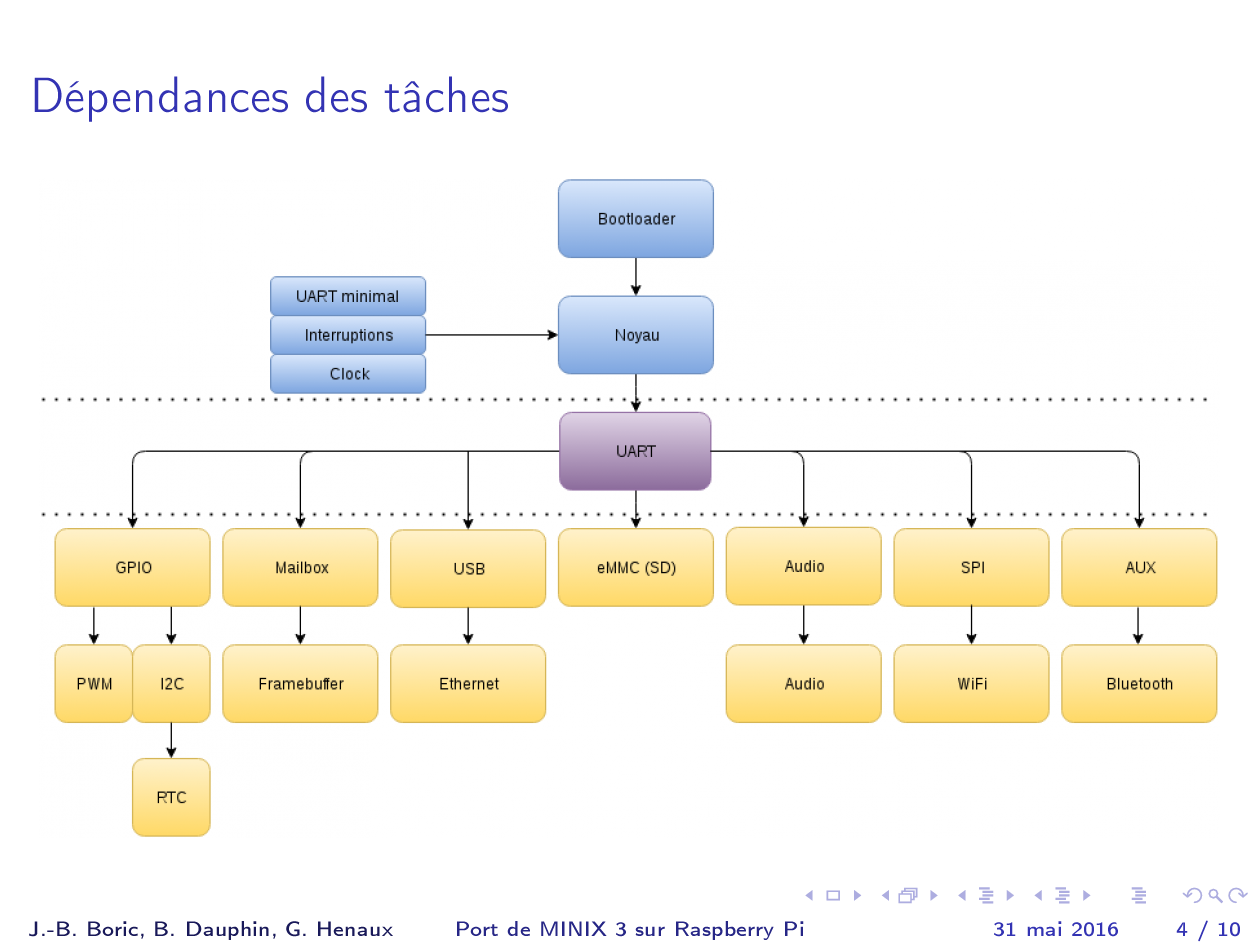 Dépendances des tâches
Bootloader
UART minimal
Interruptions
Noyau
Clock
UART
GPIO
Mailbox
USB
eMMC (SD)
Audio
SPI
AUX
PWM
I2C
Framebuffer
Ethernet
Audio
WiFi
Bluetooth
RTC
J.-B. Boric, B. Dauphin, G. Henaux
Port de MINIX 3 sur Raspberry Pi
31 mai 2016
4 / 10